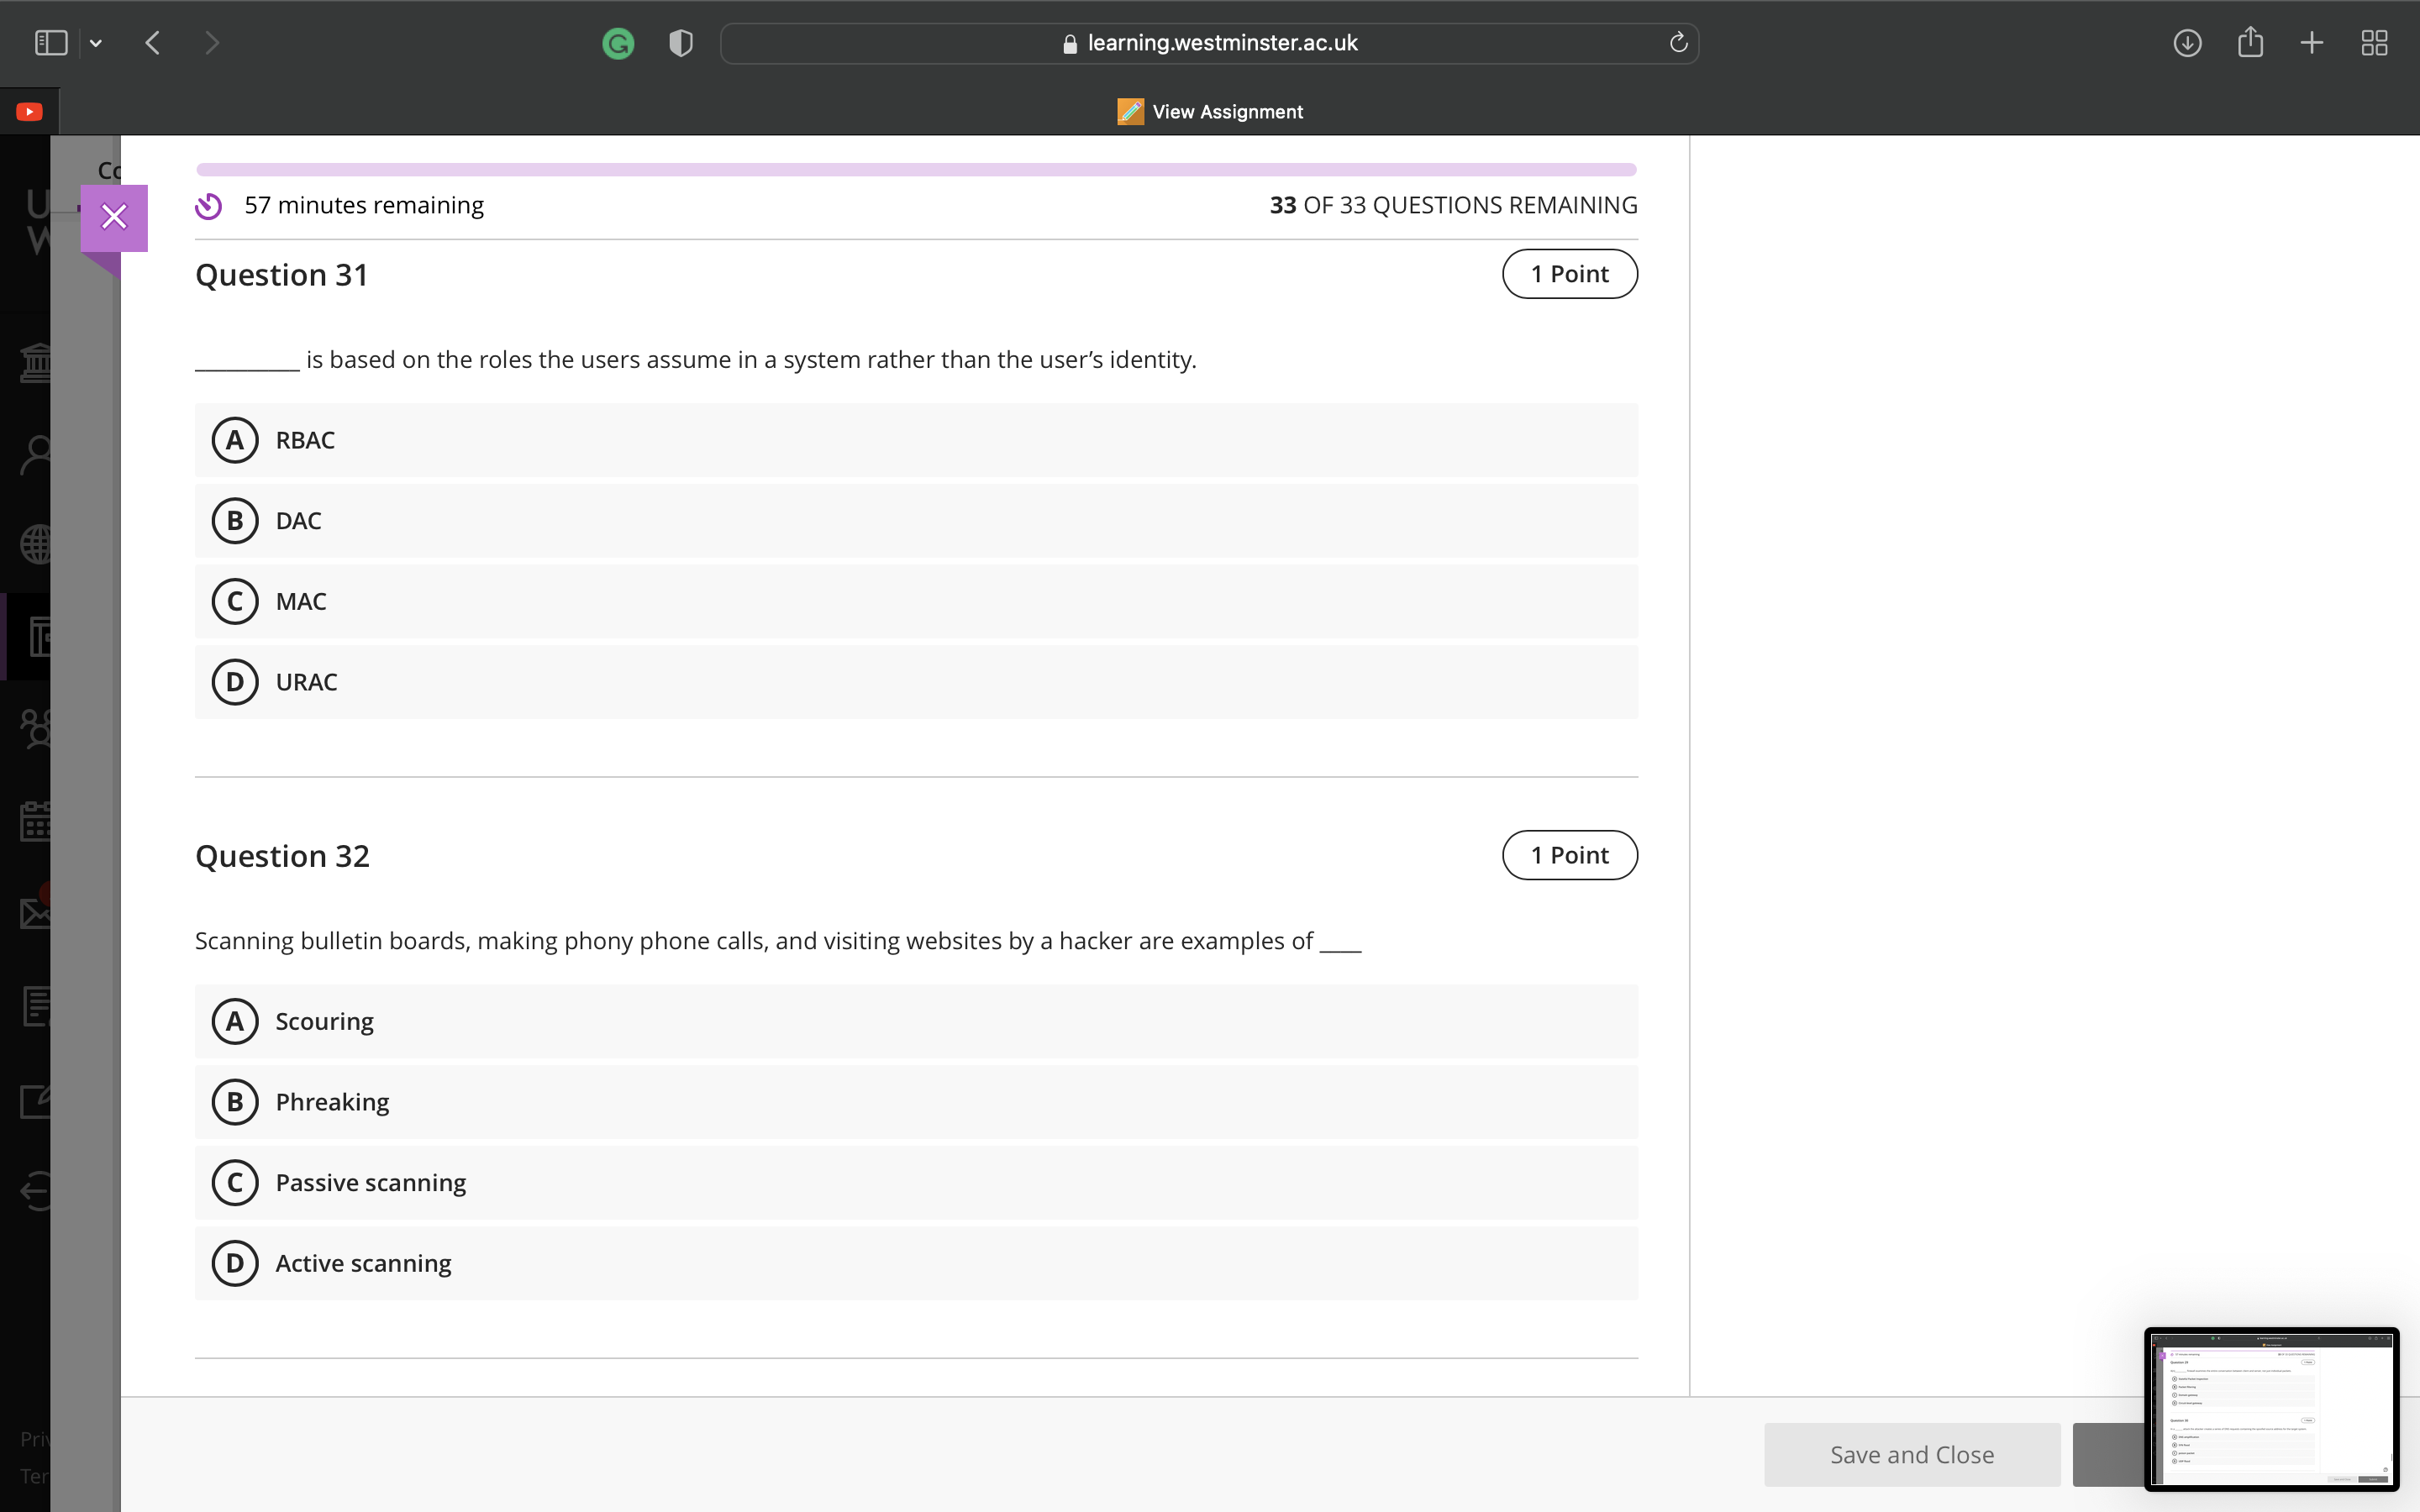 learning.westminster.ac.uk
View Assignment
57 minutes remaining
33 OF 33 QUESTIONS REMAINING
Question 31
1 Point
__________ is based on the roles the users assume in a system rather than the user’s identity.
A RBAC
B DAC
C MAC
D URAC
Question 32
1 Point
Scanning bulletin boards, making phony phone calls, and visiting websites by a hacker are examples of ____
A Scouring
B Phreaking
C Passive scanning
D Active scanning
Save and Close